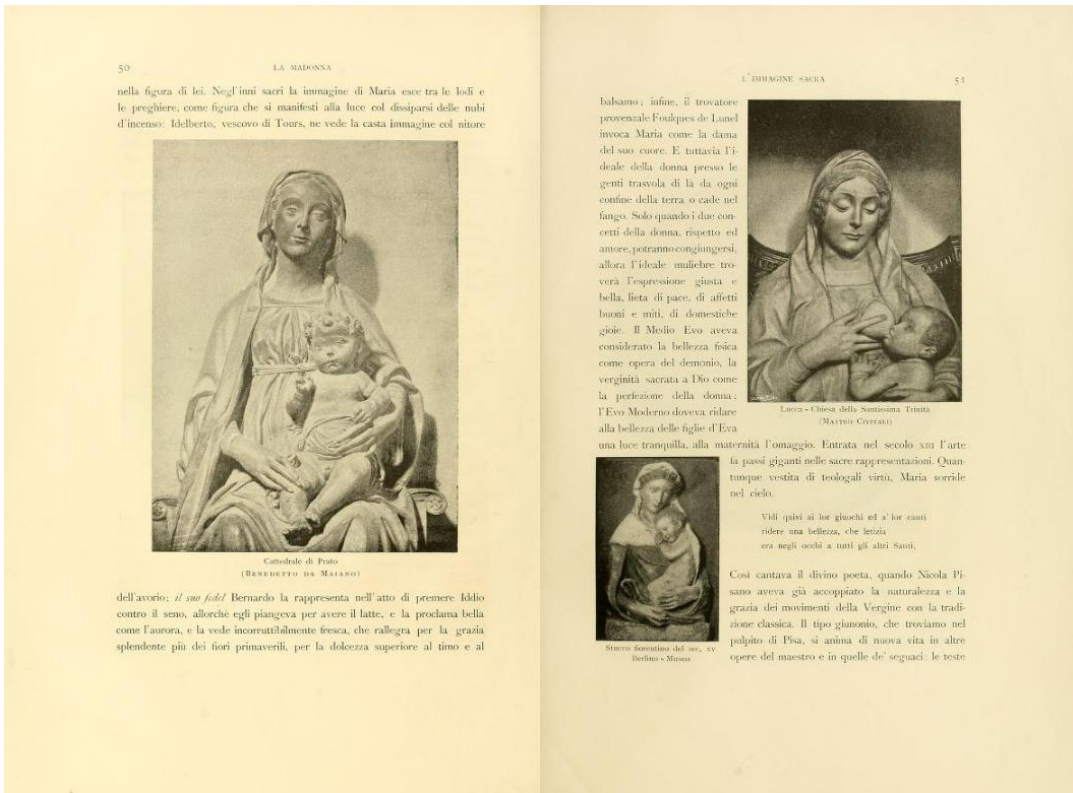 50
LA MADONNA
nella figura di lei. Negl'inni sacri la immagine di Maria esce tra le lodi e
le preghiere, come figura che si manifesti alla luce col dissiparsi delle nubi
d'incenso: Idelberto, vescovo di Tours, ne vede la casta immagine col nitore
Cattedrale di Prato
(BENEDETTO DA MAIANO)
dell'avorio; il suo fedel Bernardo la rappresenta nell'atto di premere Iddio
contro il seno, allorchè egli piangeva per avere il latte, e la proclama bella
come l'aurora, e la vede incorruttibilmente fresca, che rallegra per la grazia
splendente più dei fiori primaverili, per la dolcezza superiore al timo e al
L'IMMAGINE SACRA
51
balsamo; infine, il trovatore
provenzale Foulques de Lunel
invoca Maria come la dama
del suo cuore. E tuttavia l'i-
deale della donna presso le
genti trasvola di là da ogni
confine della terra o cade nel
fango. Solo quando i due con-
cetti della donna, rispetto ed
amore, potranno congiungersi,
allora l'ideale muliebre tro-
verà l'espressione giusta e
bella, lieta di pace, di affetti
buoni e miti, di domestiche
gioie. Il Medio Evo aveva
considerato la bellezza fisica
come opera del demonio, la
verginità sacrata a Dio come
la perfezione della donna;
l'Evo Moderno doveva ridare
alla bellezza delle figlie d'Eva
Lucca - Chiesa della Santissima Trinità
(MATTEO CIVITALI)
una luce tranquilla, alla maternità l'omaggio. Entrata nel secolo XIII l'arte
fa passi giganti nelle sacre rappresentazioni. Quan-
tunque vestita di teologali virtù, Maria sorride
nel cielo.
Vidi quivi ai lor giuochi ed a' lor canti
ridere una bellezza, che letizia
era negli occhi a tutti gli altri Santi.
Così cantava il divino poeta, quando Nicola Pi-
sano aveva già accoppiato la naturalezza e la
grazia dei movimenti della Vergine con la tradi-
zione classica. Il tipo giunonio, che troviamo nel
pulpito di Pisa, si anima di nuova vita in altre
opere del maestro e in quelle de' seguaci: le teste
Stucco fiorentino del sec. XV
Berlino - Museo